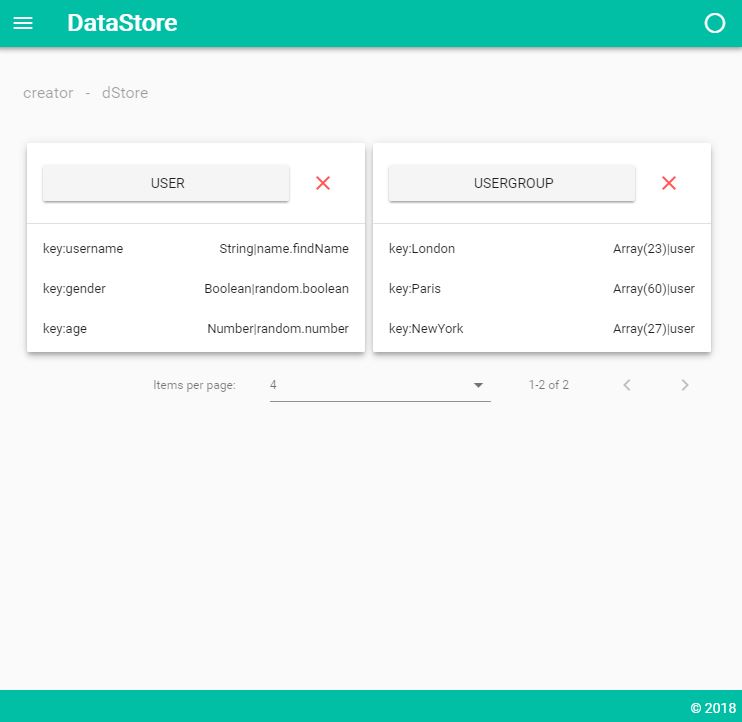 DataStore
creator - dStore
USER
key:username String|name.findName
key:gender Boolean|random.boolean
key:age Number|random.number
USERGROUP
key:London Array(23)|user
key:Paris Array(60)|user
key:NewYork Array(27)|user
Items per page: 4 1-2 of 2
© 2018